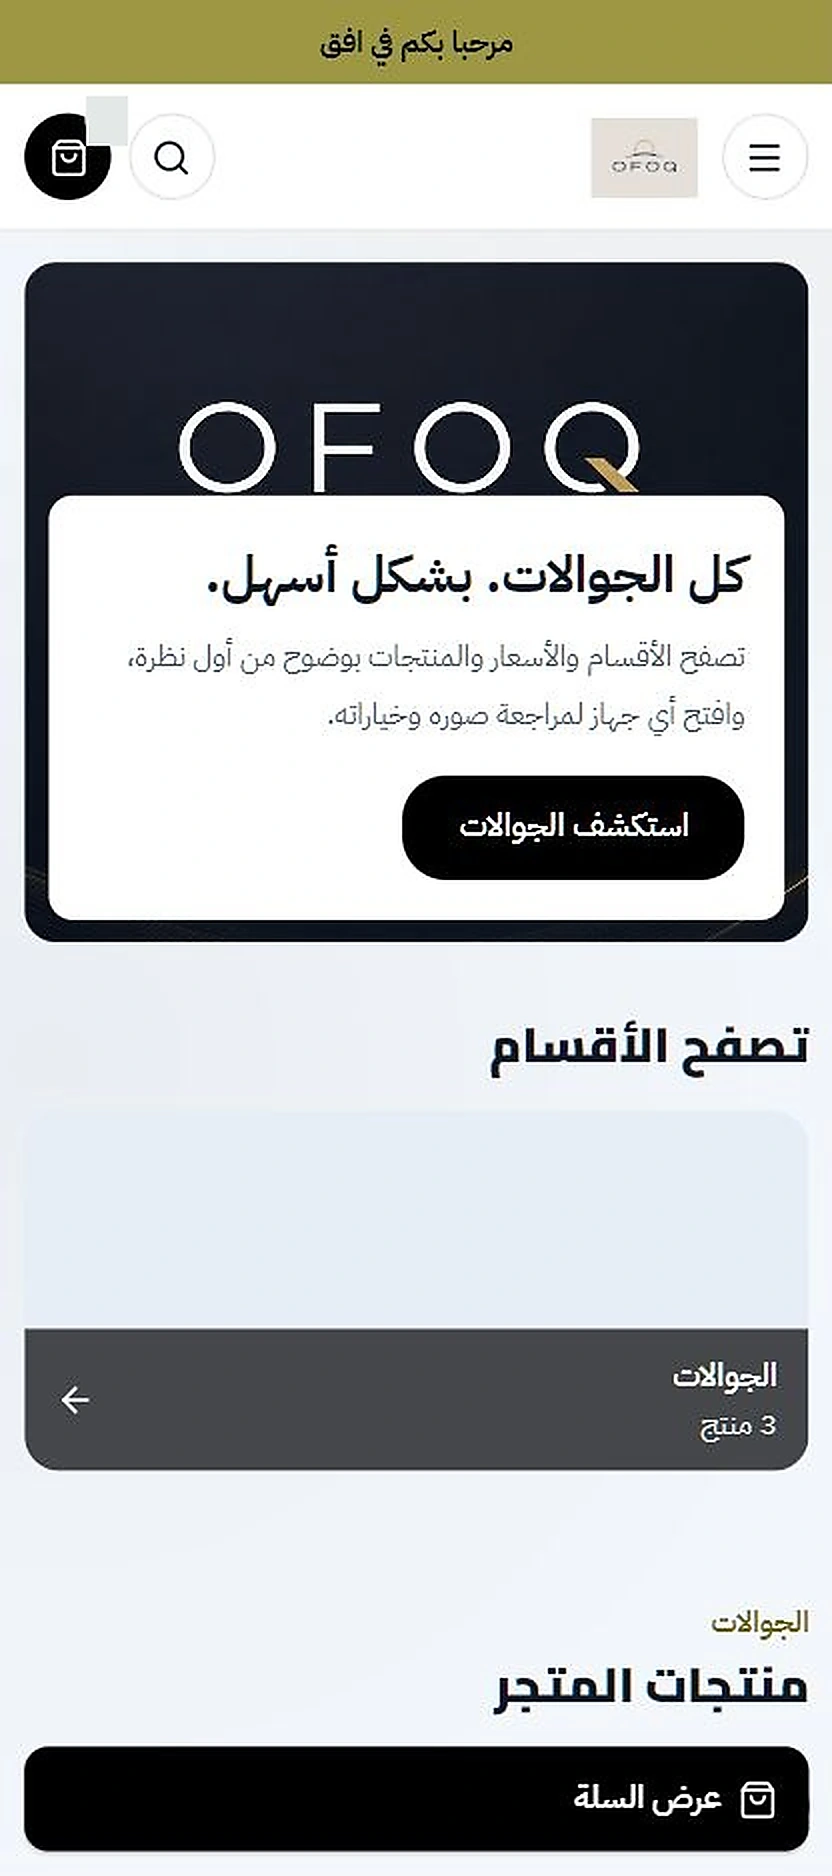 مرحبا بكم في افق
OFOQ
OFOQ
كل الجوالات. بشكل أسهل.
تصفح الأقسام والأسعار والمنتجات بوضوح من أول نظرة،
وافتح أي جهاز لمراجعة صوره وخياراته.
استكشف الجوالات
تصفح الأقسام
الجوالات
3 منتج
الجوالات
منتجات المتجر
عرض السلة